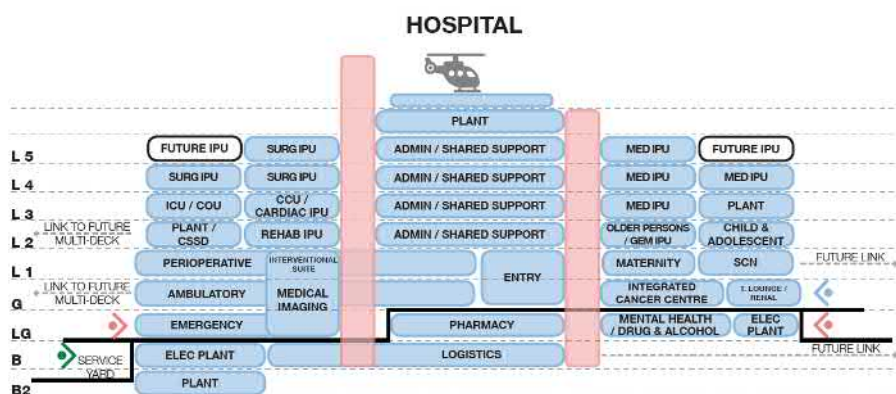 HOSPITAL
PLANT
L 5
FUTURE IPU
SURG IPU
ADMIN / SHARED SUPPORT
MED IPU
FUTURE IPU
L 4
SURG IPU
SURG IPU
ADMIN / SHARED SUPPORT
MED IPU
MED IPU
L 3
ICU / COU
CCU /
CARDIAC IPU
ADMIN / SHARED SUPPORT
MED IPU
PLANT
L 2
LINK TO FUTURE
MULTI-DECK
PLANT /
CSSD
REHAB IPU
ADMIN / SHARED SUPPORT
OLDER PERSONS
/ GEM IPU
CHILD &
ADOLESCENT
L 1
PERIOPERATIVE
INTERVENTIONAL
SUITE
ENTRY
MATERNITY
SCN
FUTURE LINK
G
LINK TO FUTURE
MULTI-DECK
AMBULATORY
MEDICAL
IMAGING
INTEGRATED
CANCER CENTRE
T. LOUNGE /
RENAL
LG
EMERGENCY
PHARMACY
MENTAL HEALTH
/ DRUG & ALCOHOL
ELEC
PLANT
B
SERVICE
YARD
ELEC PLANT
LOGISTICS
FUTURE LINK
B2
PLANT